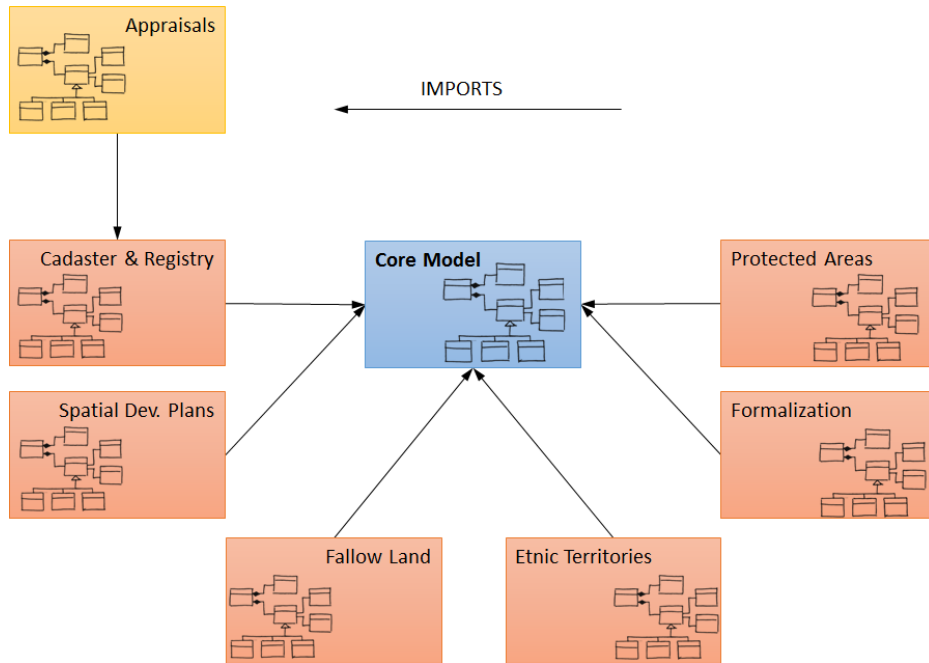 Appraisals
IMPORTS
Cadaster & Registry
Core Model
Protected Areas
Spatial Dev. Plans
Formalization
Fallow Land
Etnic Territories